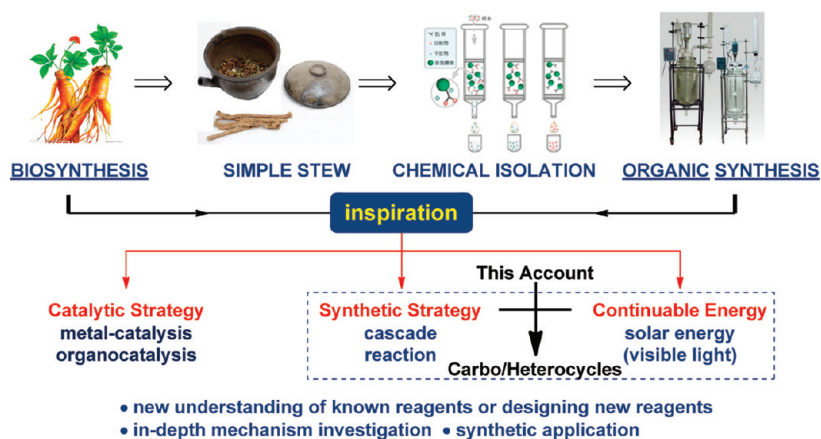 BIOSYNTHESIS
SIMPLE STEW
CHEMICAL ISOLATION
ORGANIC SYNTHESIS
inspiration
This Account
Catalytic Strategy
metal-catalysis
organocatalysis
Synthetic Strategy
cascade
reaction
Continuable Energy
solar energy
(visible light)
Carbo/Heterocycles
• new understanding of known reagents or designing new reagents
• in-depth mechanism investigation • synthetic application